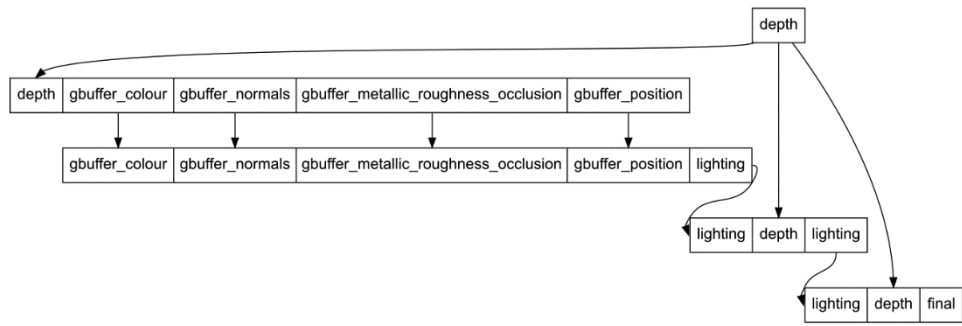 depth
depth gbuffer_colour gbuffer_normals gbuffer_metallic_roughness_occlusion gbuffer_position
gbuffer_colour gbuffer_normals gbuffer_metallic_roughness_occlusion gbuffer_position lighting
lighting depth lighting
lighting depth final